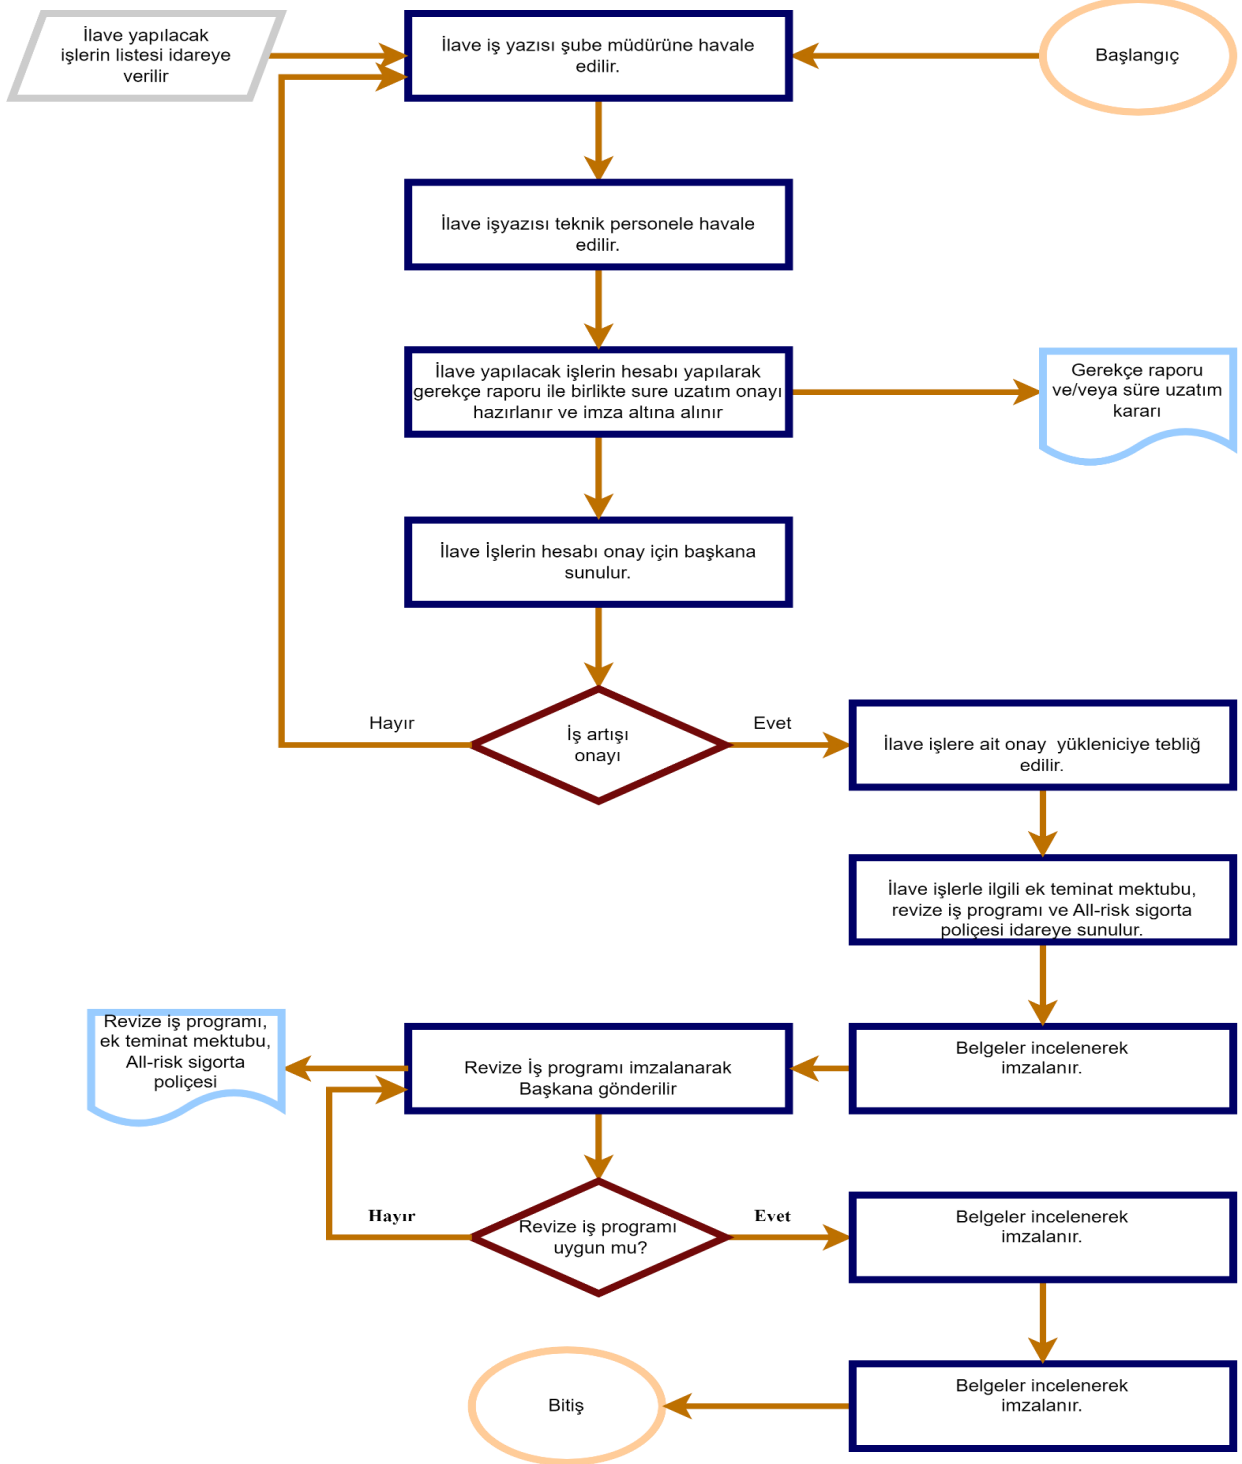 İlave yapılacak
işlerin listesi idareye
verilir
İlave iş yazısı şube müdürüne havale
edilir.
Başlangıç
İlave işyazısı teknik personele havale
edilir.
İlave yapılacak işlerin hesabı yapılarak
gerekçe raporu ile birlikte sure uzatım onayı
hazırlanır ve imza altına alınır
Gerekçe raporu
ve/veya süre uzatım
kararı
İlave İşlerin hesabı onay için başkana
sunulur.
Hayır
İş artışı
onayı
Evet
İlave işlere ait onay  yükleniciye tebliğ
edilir.
İlave işlerle ilgili ek teminat mektubu,
revize iş programı ve All-risk sigorta
poliçesi idareye sunulur.
Revize iş programı,
ek teminat mektubu,
All-risk sigorta
poliçesi
Revize İş programı imzalanarak
Başkana gönderilir
Belgeler incelenerek
imzalanır.
Hayır
Revize iş programı
uygun mu?
Evet
Belgeler incelenerek
imzalanır.
Bitiş
Belgeler incelenerek
imzalanır.